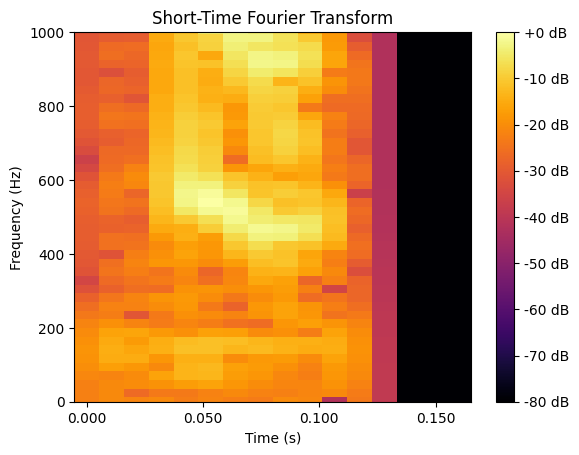 Short-Time Fourier Transform
1000
800
600
400
200
0
Frequency (Hz)
0.000
0.050
0.100
0.150
Time (s)
+0 dB
-10 dB
-20 dB
-30 dB
-40 dB
-50 dB
-60 dB
-70 dB
-80 dB